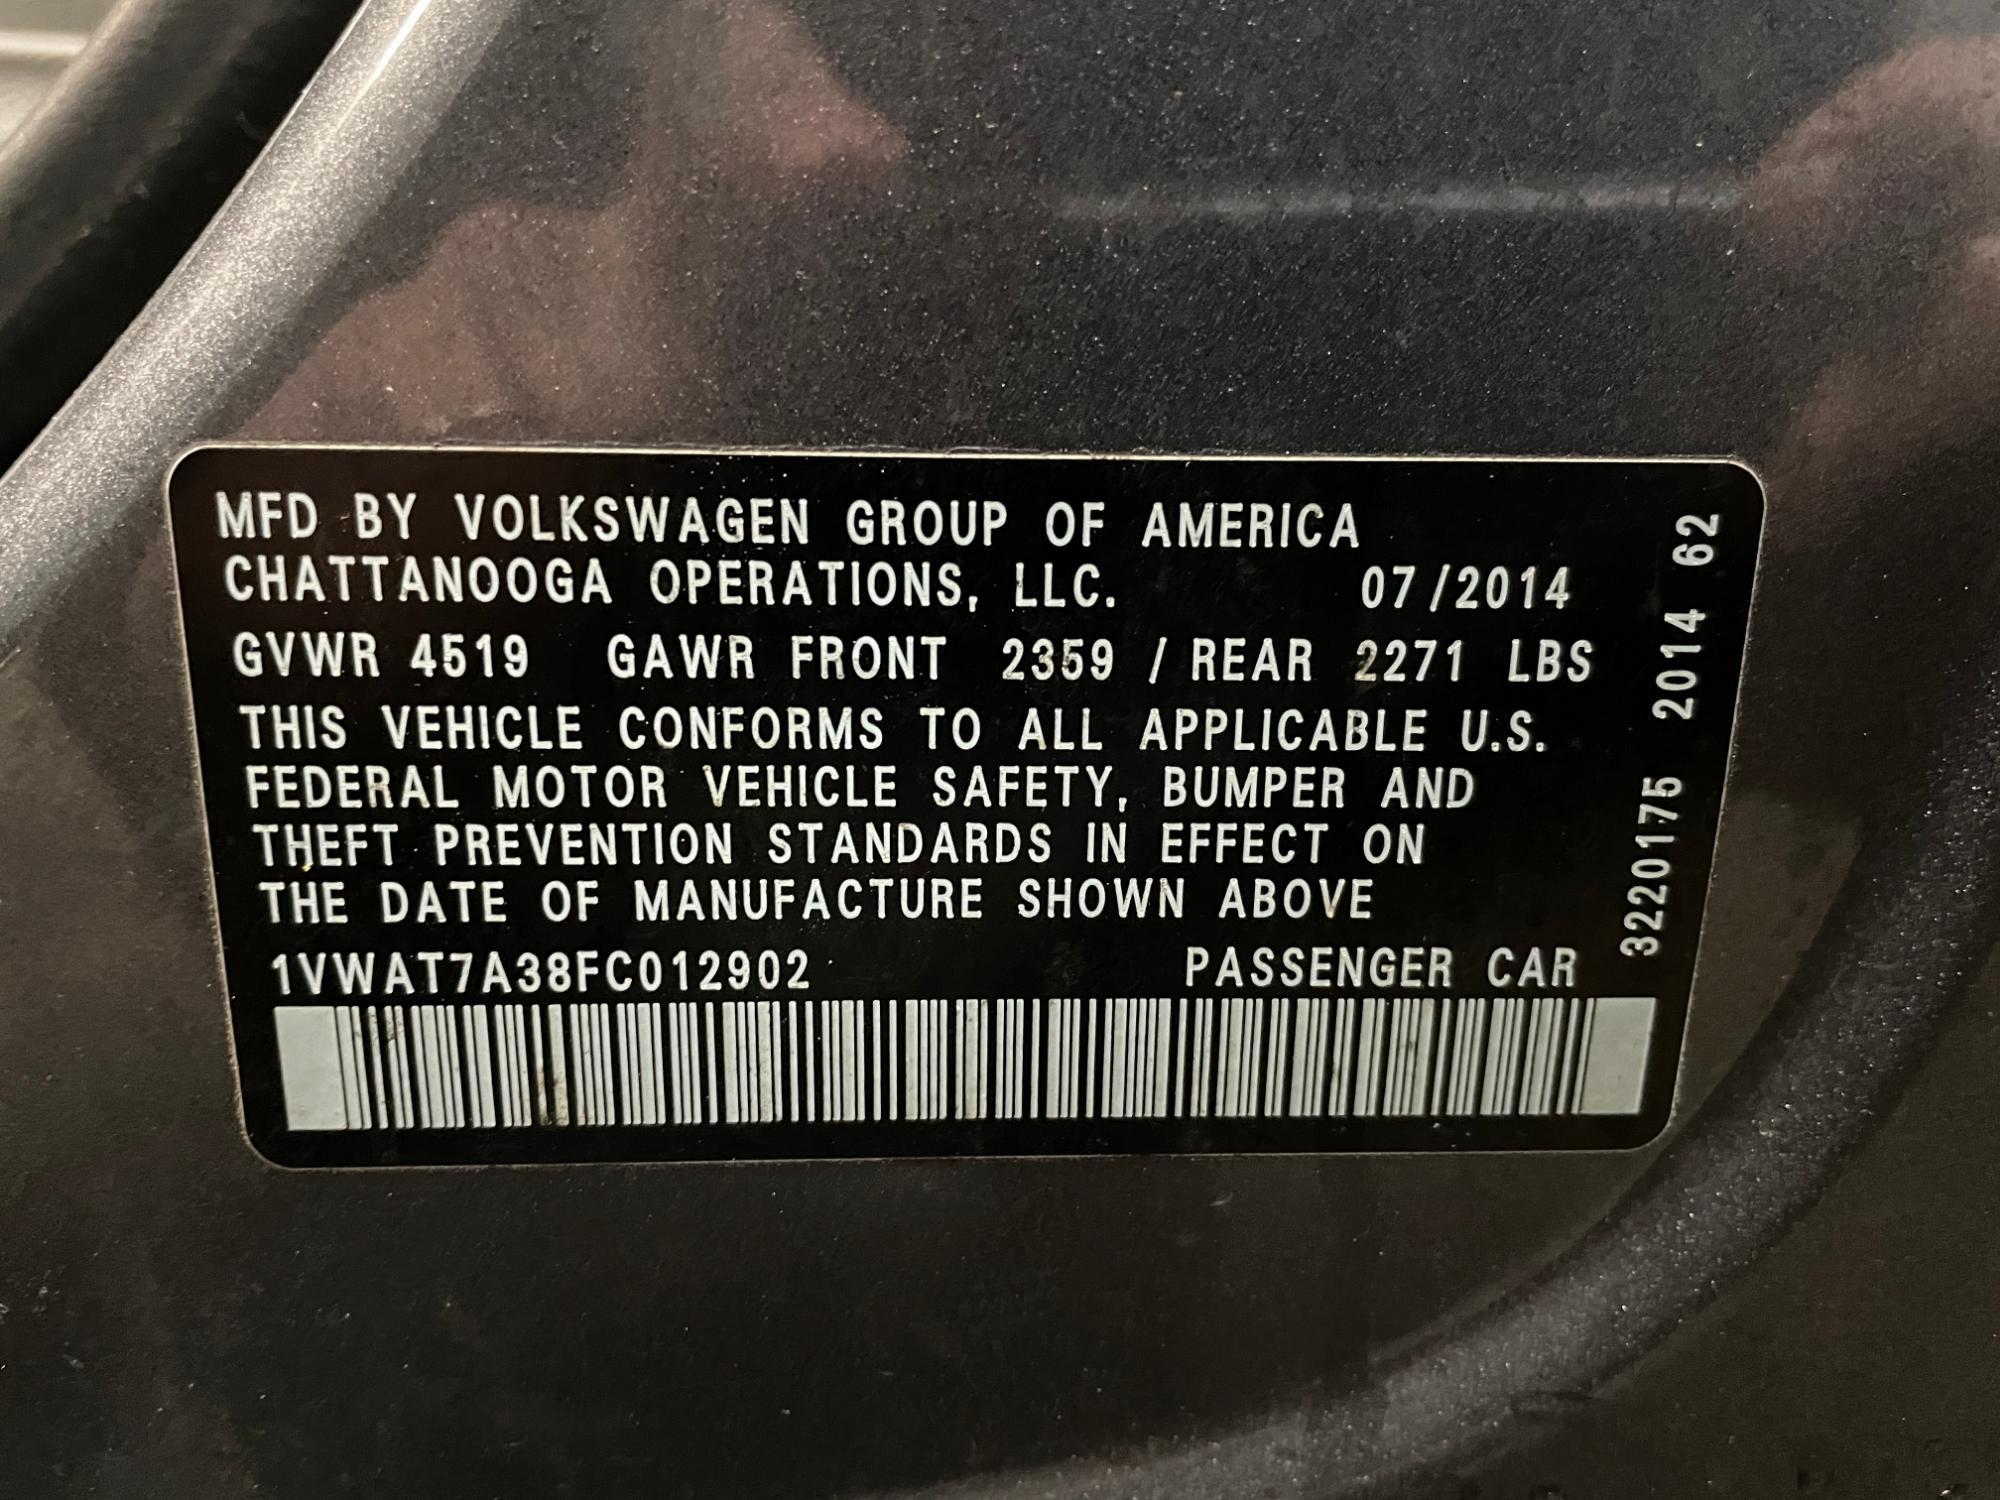 MFD BY VOLKSWAGEN GROUP OF AMERICA
CHATTANOOGA OPERATIONS, LLC. 07/2014
GVWR 4519 GAWR FRONT 2359 / REAR 2271 LBS
THIS VEHICLE CONFORMS TO ALL APPLICABLE U.S.
FEDERAL MOTOR VEHICLE SAFETY, BUMPER AND
THEFT PREVENTION STANDARDS IN EFFECT ON
THE DATE OF MANUFACTURE SHOWN ABOVE
1VWAT7A38FC012902 PASSENGER CAR
3220175 2014 62